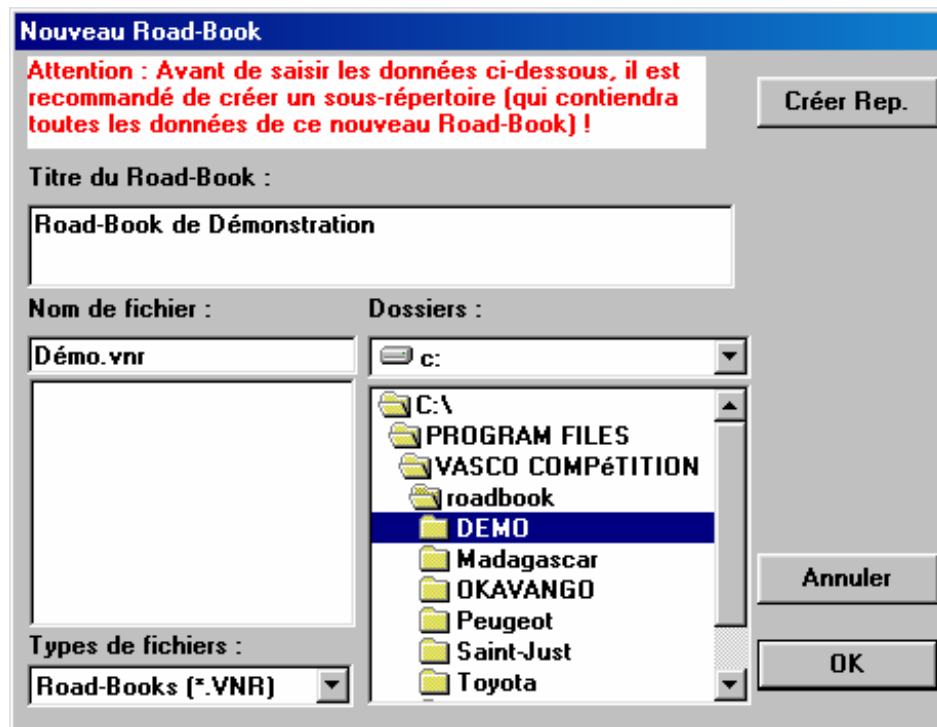 Nouveau Road-Book
Attention : Avant de saisir les données ci-dessous, il est
recommandé de créer un sous-répertoire (qui contiendra
toutes les données de ce nouveau Road-Book) !
Créer Rep.
Titre du Road-Book :
Road-Book de Démonstration
Nom de fichier :
Dossiers :
Démo.vnr
c:
C:\
PROGRAM FILES
VASCO COMPéTITION
roadbook
DEMO
Madagascar
OKAVANGO
Peugeot
Saint-Just
Toyota
Annuler
OK
Types de fichiers :
Road-Books (*.VNR)